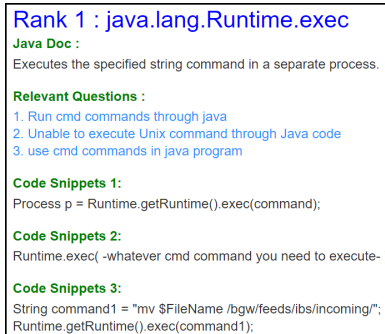 Rank 1 : java.lang.Runtime.exec
Java Doc :
Executes the specified string command in a separate process.
Relevant Questions :
1. Run cmd commands through java
2. Unable to execute Unix command through Java code
3. use cmd commands in java program
Code Snippets 1:
Process p = Runtime.getRuntime().exec(command);
Code Snippets 2:
Runtime.exec( -whatever cmd command you need to execute-
Code Snippets 3:
String command1 = "mv $FileName /bgw/feeds/ibs/incoming/";
Runtime.getRuntime().exec(command1);